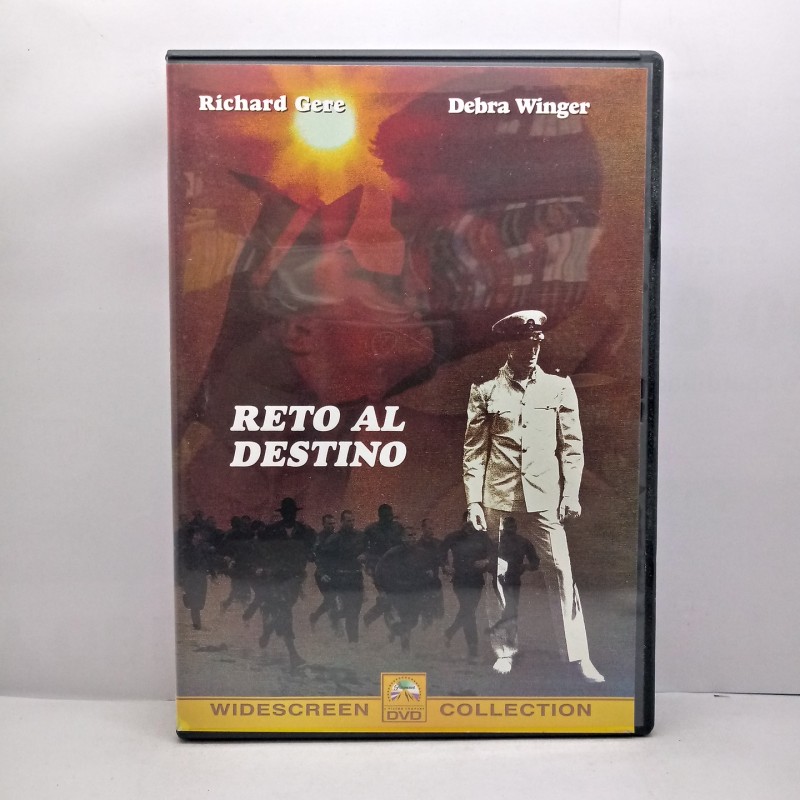 Richard Gere
Debra Winger
RETO AL
DESTINO
WIDESCREEN
DVD
COLLECTION